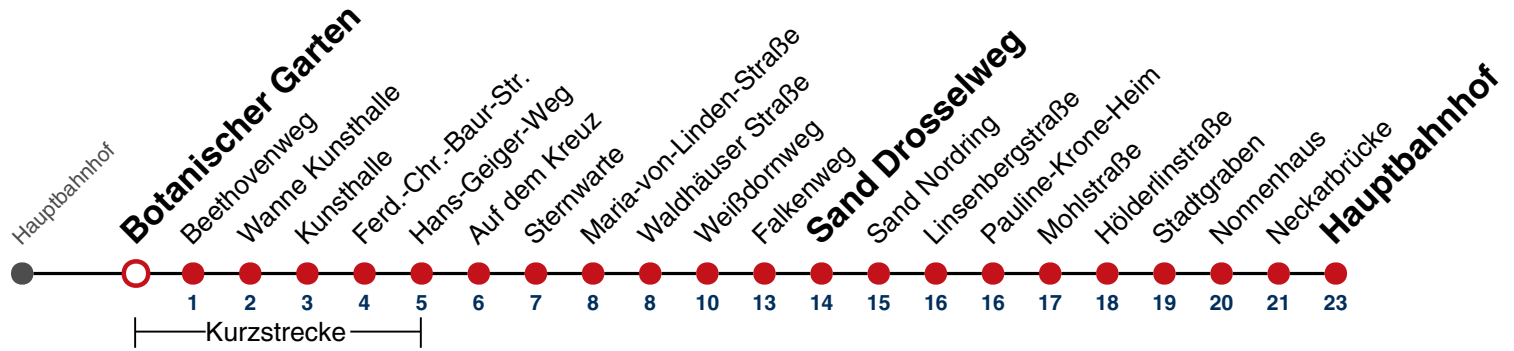 Hauptbahnhof
Botanischer Garten
Beethovenweg
Wanne Kunsthalle
Kunsthalle
Ferd.-Chr.-Baur-Str.
Hans-Geiger-Weg
Auf dem Kreuz
Sternwarte
Maria-von-Linden-Straße
Waldhäuser Straße
Weißdornweg
Falkenweg
Sand Drosselweg
Sand Nordring
Linsenbergstraße
Pauline-Krone-Heim
Mohlstraße
Hölderlinstraße
Stadtgraben
Nonnenhaus
Neckarbrücke
Hauptbahnhof
1 2 3 4 5 6 7 8 8 10 13 14 15 16 16 17 18 19 20 21 23
Kurzstrecke